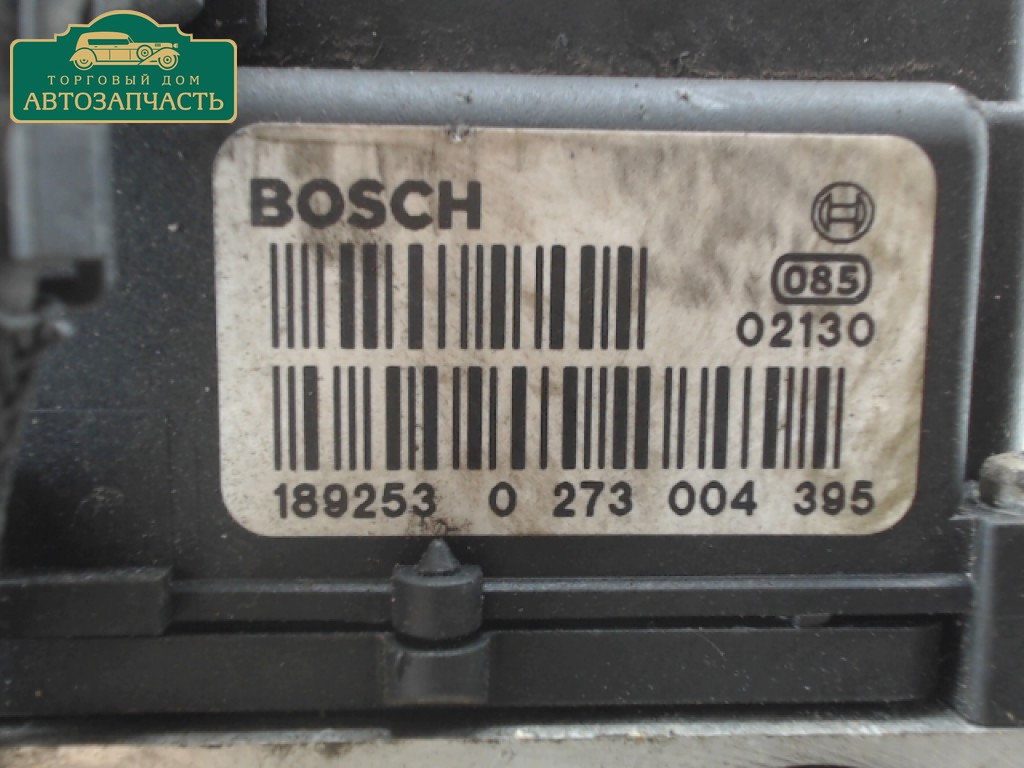 ТОРГОВЫЙ ДОМ
АВТОЗАПЧАСТЬ
BOSCH
085
02130
189253 0 273 004 395